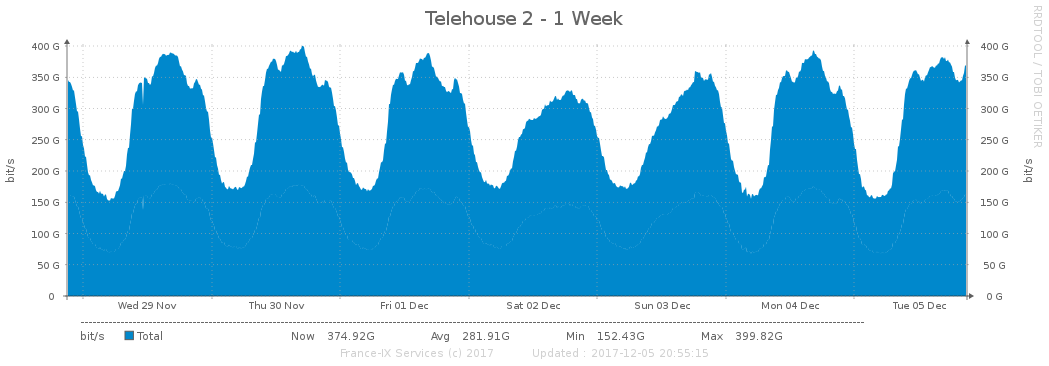 Telehouse 2 - 1 Week
RRDTOOL / TOBI OETIKER
bit/s
400 G 400 G
350 G 350 G
300 G 300 G
250 G 250 G
200 G 200 G
150 G 150 G
100 G 100 G
50 G 50 G
0 0 G
bit/s
Wed 29 Nov Thu 30 Nov Fri 01 Dec Sat 02 Dec Sun 03 Dec Mon 04 Dec Tue 05 Dec
bit/s Total Now 374.92G Avg 281.91G Min 152.43G Max 399.82G
France-IX Services (c) 2017 Updated : 2017-12-05 20:55:15